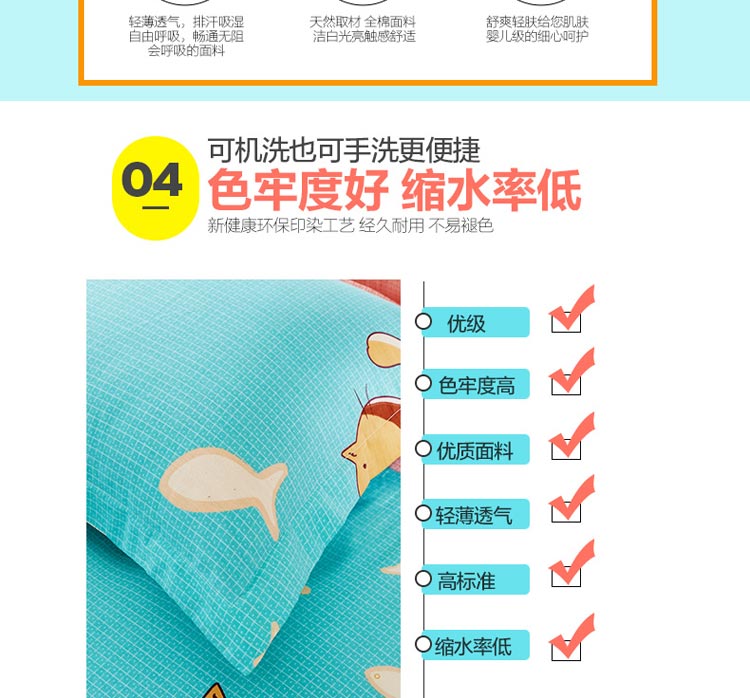 轻薄透气，排汗吸湿
自由呼吸，畅通无阻
会呼吸的面料
天然取材 全棉面料
洁白光亮触感舒适
舒爽轻肤给您肌肤
婴儿级的细心呵护
04
可机洗也可手洗更便捷
色牢度好 缩水率低
新健康环保印染工艺 经久耐用 不易褪色
优级
色牢度高
优质面料
轻薄透气
高标准
缩水率低